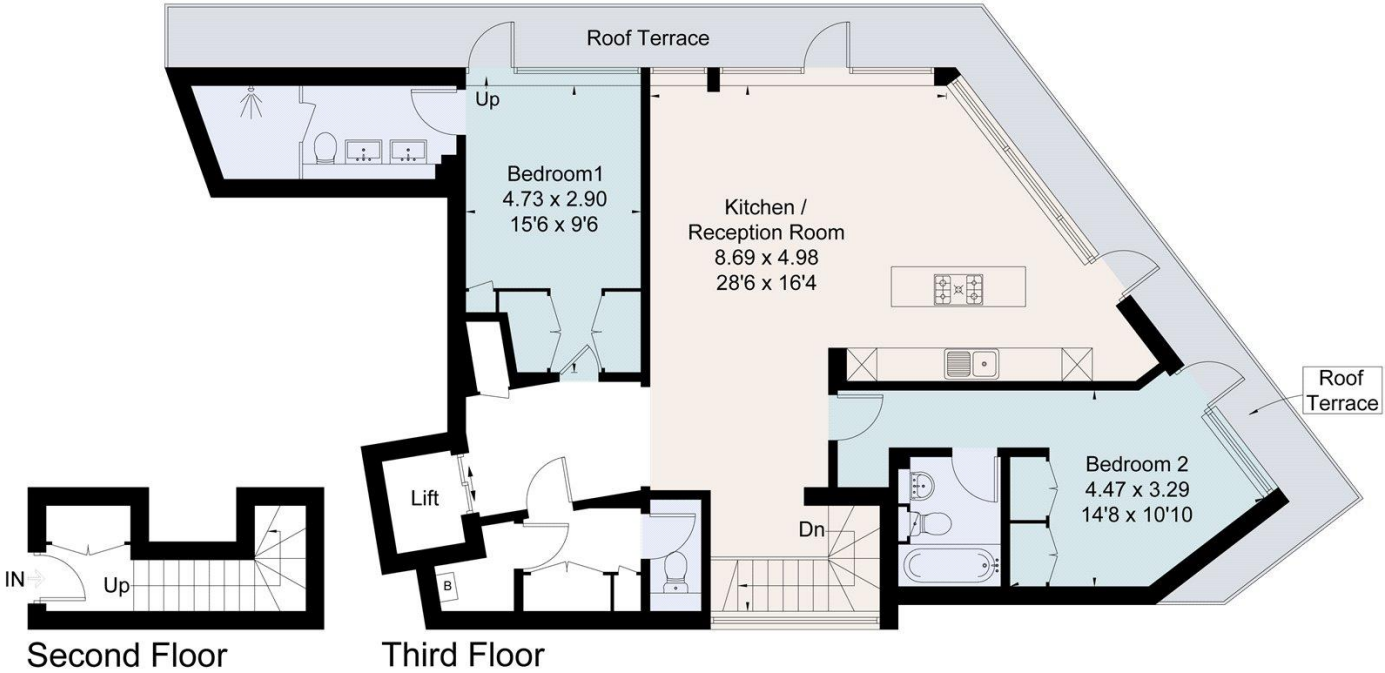 Roof Terrace
Up
Bedroom1
4.73 x 2.90
15'6 x 9'6
Kitchen /
Reception Room
8.69 x 4.98
28'6 x 16'4
Roof
Terrace
Bedroom 2
4.47 x 3.29
14'8 x 10'10
Lift
Dn
B
IN
Up
Second Floor
Third Floor